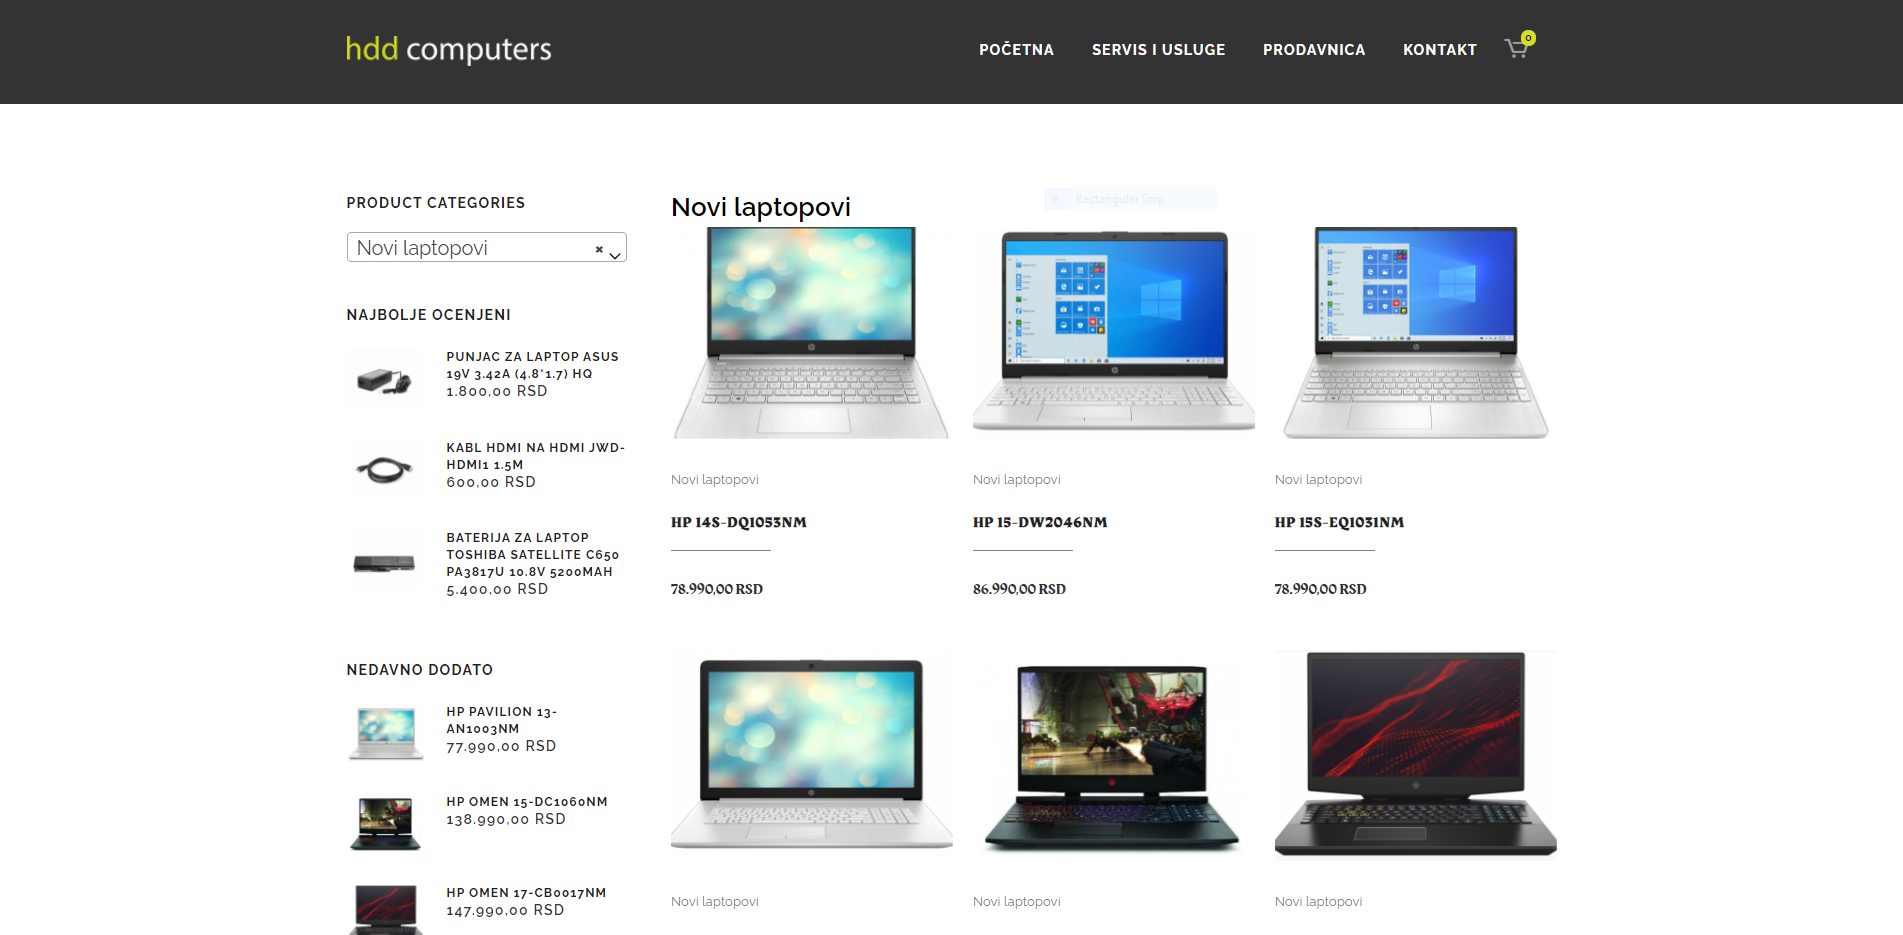 hdd computers
POČETNA
SERVIS I USLUGE
PRODAVNICA
KONTAKT
0
PRODUCT CATEGORIES
Novi laptopovi
×
NAJBOLJE OCENJENI
PUNJAC ZA LAPTOP ASUS
19V 3.42A (4.8*1.7) HQ
1.800,00 RSD
KABL HDMI NA HDMI JWD-
HDMI1 1.5M
600,00 RSD
BATERIJA ZA LAPTOP
TOSHIBA SATELLITE C650
PA3817U 10.8V 5200MAH
5.400,00 RSD
NEDAVNO DODATO
HP PAVILION 13-
AN1003NM
77.990,00 RSD
HP OMEN 15-DC1060NM
138.990,00 RSD
HP OMEN 17-CB0017NM
147.990,00 RSD
Novi laptopovi
Rectangular Snip
Novi laptopovi
HP 14S-DQ1053NM
78.990,00 RSD
Novi laptopovi
HP 15-DW2046NM
86.990,00 RSD
Novi laptopovi
HP 15S-EQ1031NM
78.990,00 RSD
Novi laptopovi
Novi laptopovi
Novi laptopovi